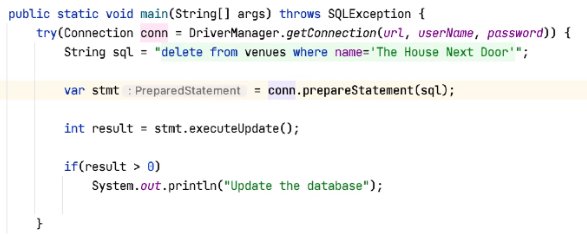 public static void main(String[] args) throws SQLException {
try(Connection conn = DriverManager.getConnection(url, userName, password)) {
String sql = "delete from venues where name='The House Next Door'";
var stmt : PreparedStatement = conn.prepareStatement(sql);
int result = stmt.executeUpdate();
if(result > 0)
System.out.println("Update the database");
}